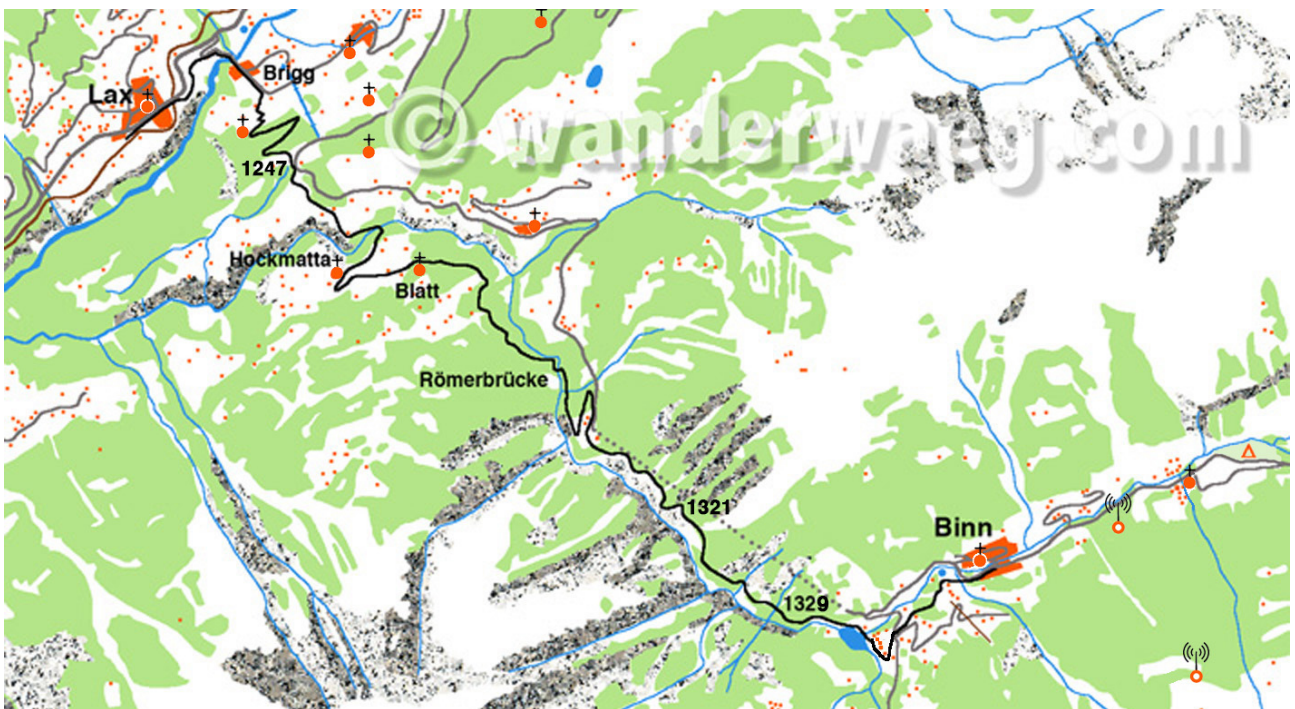 Brigg
Lax
© wanderwaeg.com
1247
Hockmatta
Blatt
Römerbrücke
1321
Binn
1329